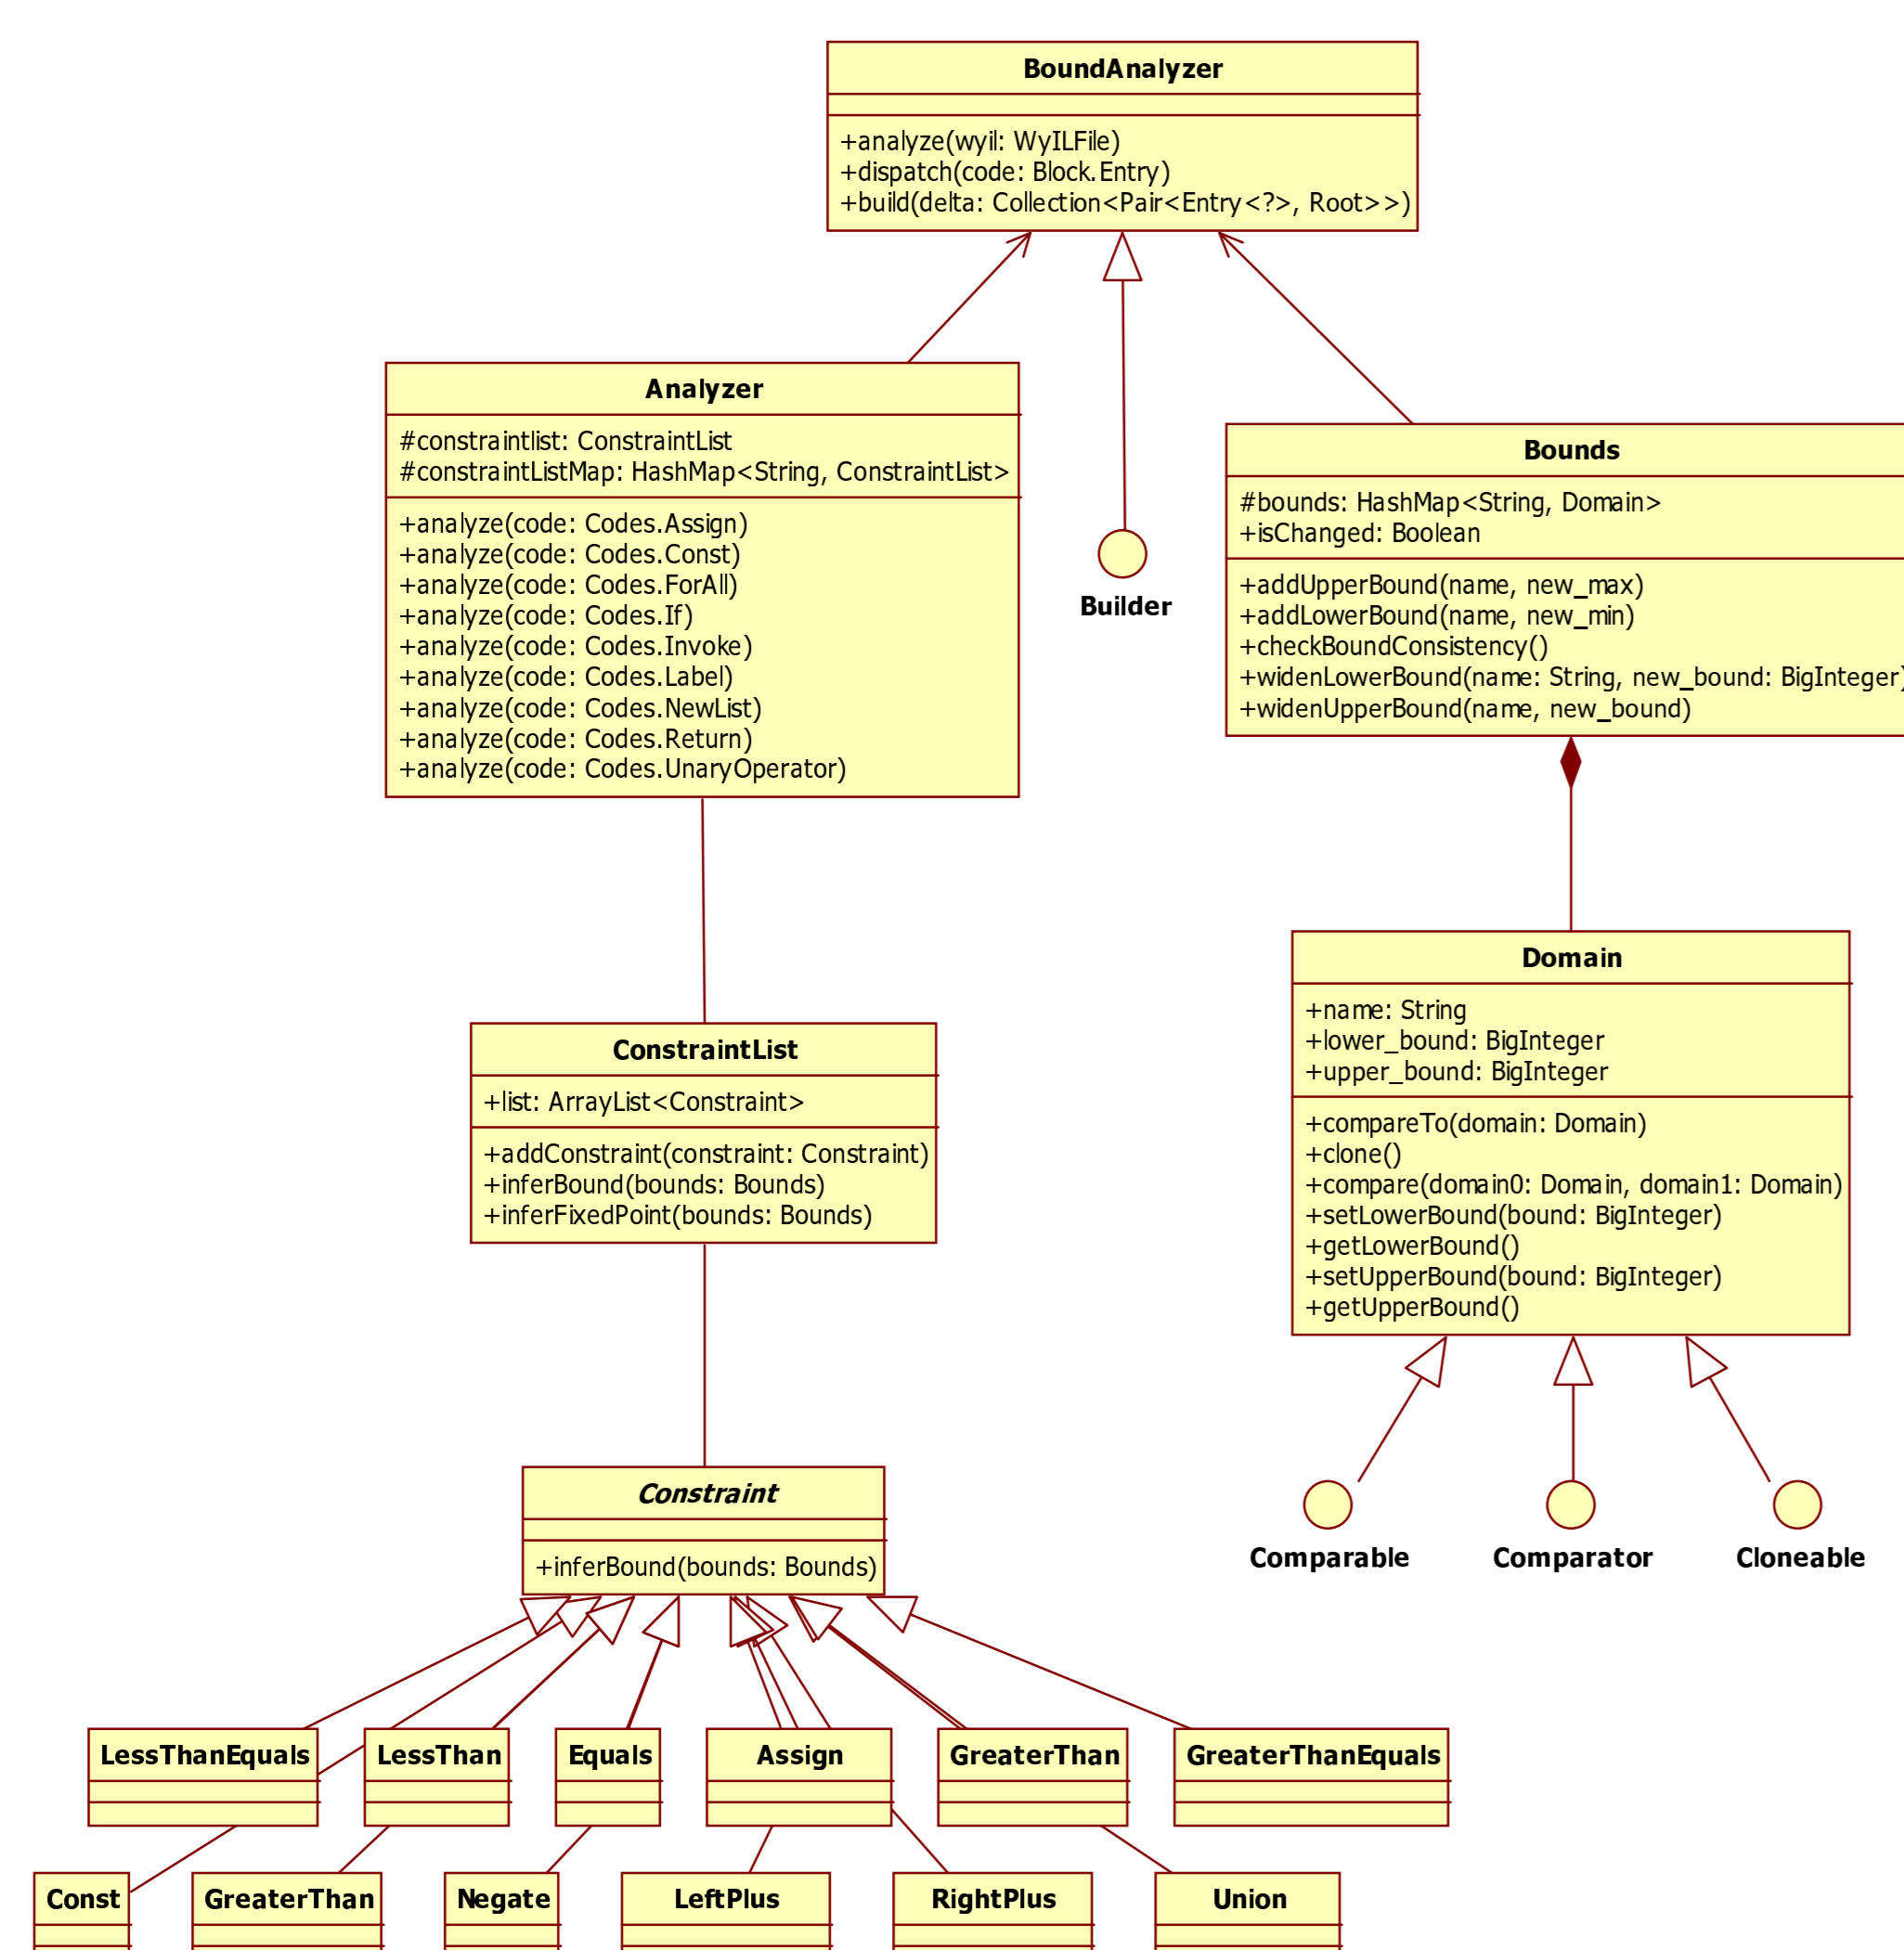 BoundAnalyzer
+analyze(wyil: WyILFile)
+dispatch(code: Block.Entry)
+build(delta: Collection<Pair<Entry<?>, Root>>)
Analyzer
#constraintlist: ConstraintList
#constraintListMap: HashMap<String, ConstraintList>
+analyze(code: Codes.Assign)
+analyze(code: Codes.Const)
+analyze(code: Codes.ForAll)
+analyze(code: Codes.If)
+analyze(code: Codes.Invoke)
+analyze(code: Codes.Label)
+analyze(code: Codes.NewList)
+analyze(code: Codes.Return)
+analyze(code: Codes.UnaryOperator)
Builder
Bounds
#bounds: HashMap<String, Domain>
+isChanged: Boolean
+addUpperBound(name, new_max)
+addLowerBound(name, new_min)
+checkBoundConsistency()
+widenLowerBound(name: String, new_bound: BigInteger)
+widenUpperBound(name, new_bound)
Domain
+name: String
+lower_bound: BigInteger
+upper_bound: BigInteger
+compareTo(domain: Domain)
+clone()
+compare(domain0: Domain, domain1: Domain)
+setLowerBound(bound: BigInteger)
+getLowerBound()
+setUpperBound(bound: BigInteger)
+getUpperBound()
ConstraintList
+list: ArrayList<Constraint>
+addConstraint(constraint: Constraint)
+inferBound(bounds: Bounds)
+inferFixedPoint(bounds: Bounds)
Constraint
+inferBound(bounds: Bounds)
Comparable
Comparator
Cloneable
LessThanEquals
LessThan
Equals
Assign
GreaterThan
GreaterThanEquals
Const
GreaterThan
Negate
LeftPlus
RightPlus
Union